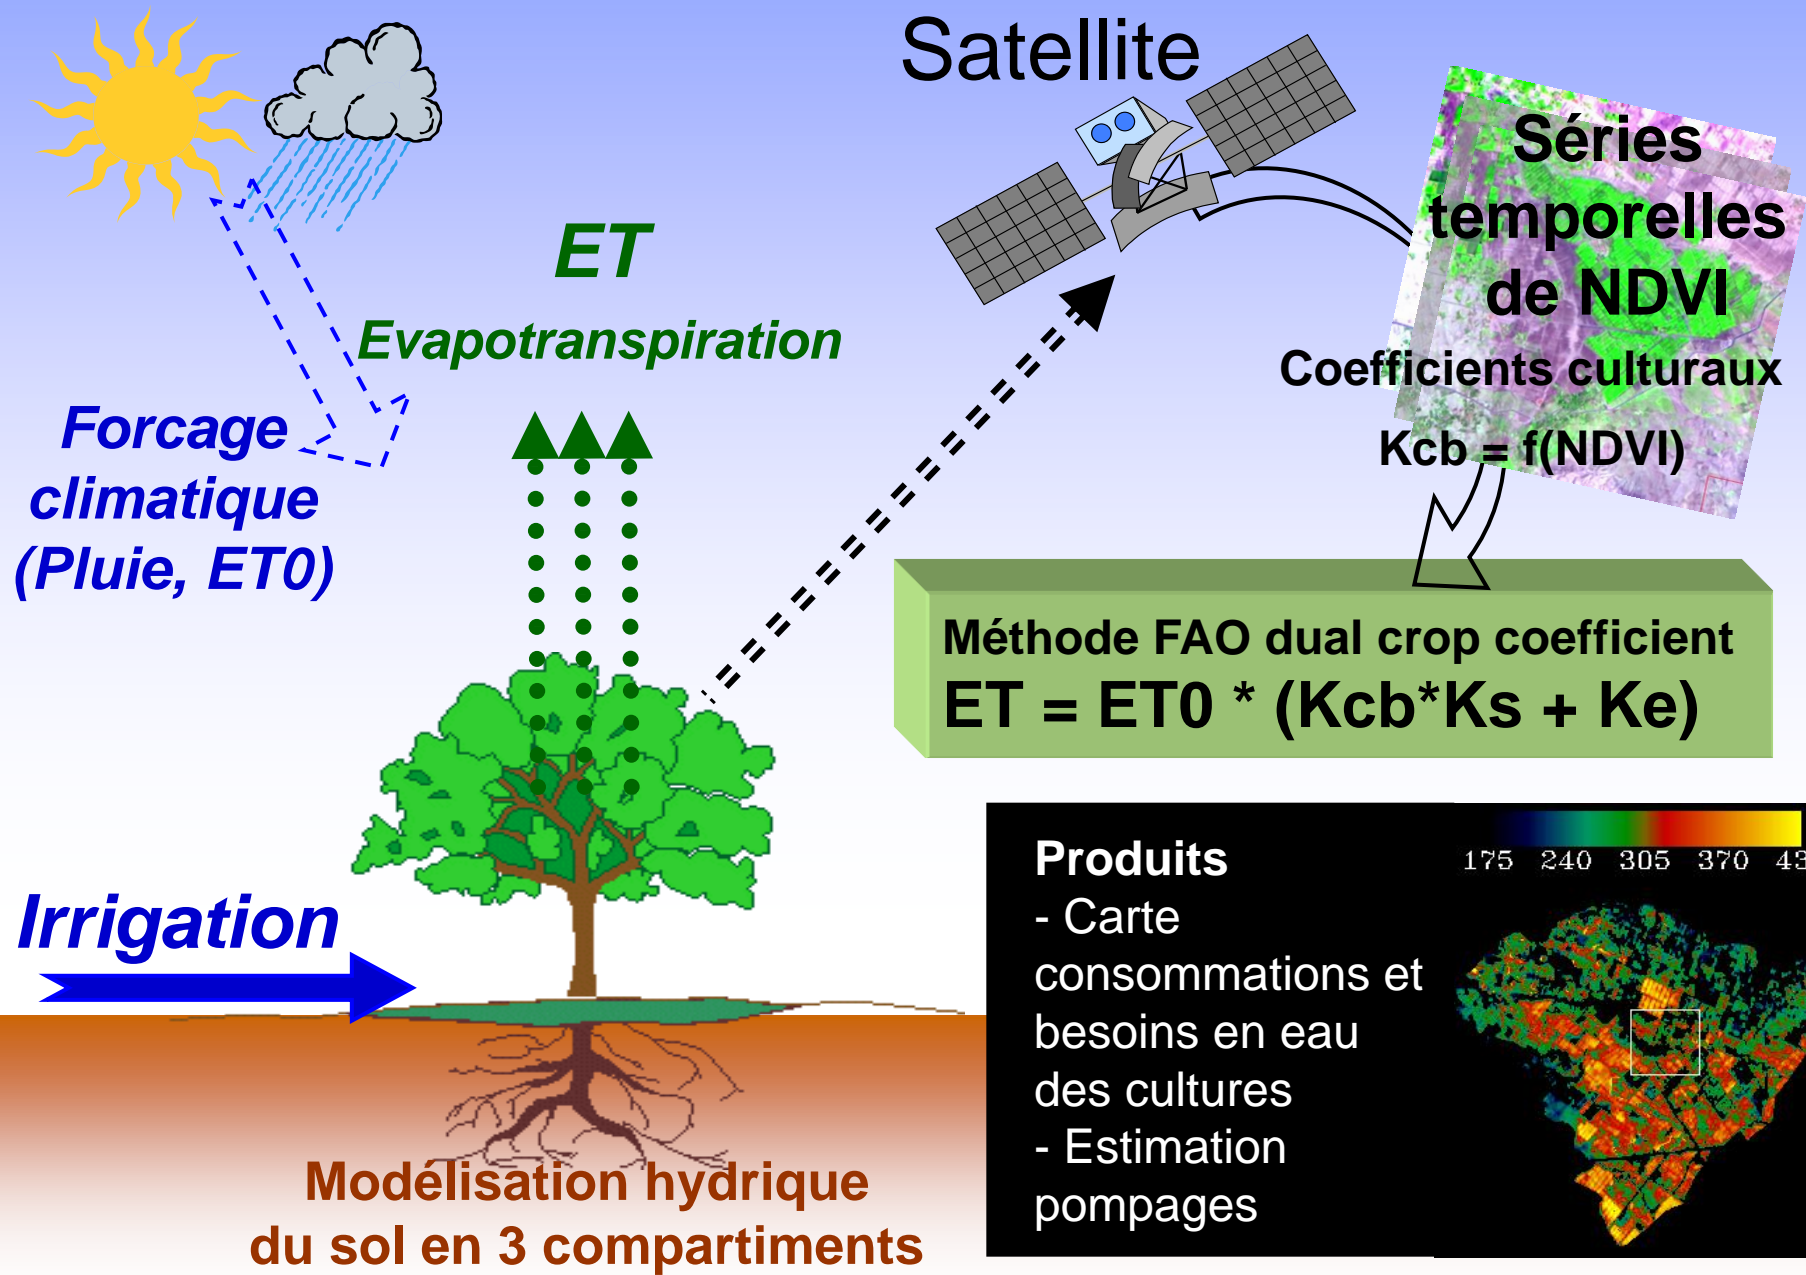 Satellite
Séries
temporelles
de NDVI
Coefficients culturaux
Kcb = f(NDVI)
ET
Evapotranspiration
Forcage
climatique
(Pluie, ET0)
Méthode FAO dual crop coefficient
ET = ET0 * (Kcb*Ks + Ke)
Irrigation
Produits
- Carte
consommations et
besoins en eau
des cultures
- Estimation
pompages
175 240 305 370 43
Modélisation hydrique
du sol en 3 compartiments